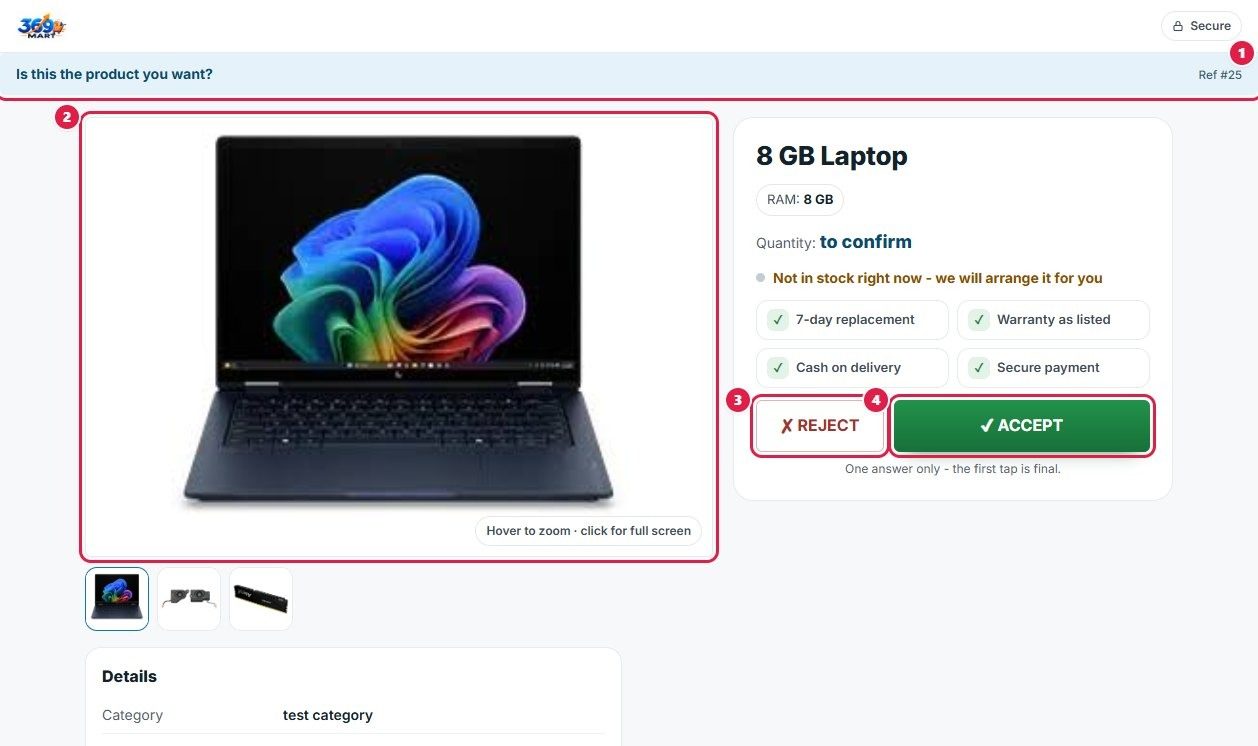 369
MART
Secure
1
Is this the product you want?
Ref #25
2
8 GB Laptop
RAM: 8 GB
Quantity: to confirm
Not in stock right now - we will arrange it for you
✓ 7-day replacement
✓ Warranty as listed
✓ Cash on delivery
✓ Secure payment
3
4
✗ REJECT
✓ ACCEPT
One answer only - the first tap is final.
Hover to zoom · click for full screen
Details
Category
test category